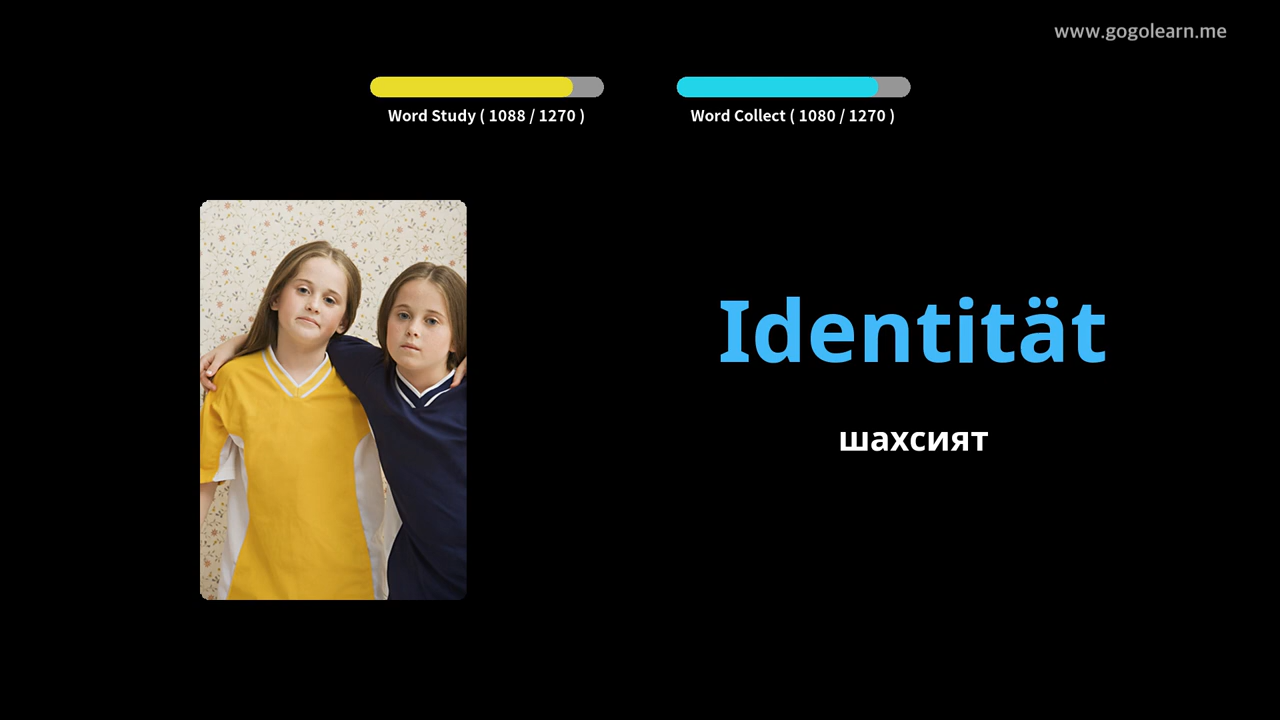 www.gogolearn.me
Word Study ( 1088 / 1270 )
Word Collect ( 1080 / 1270 )
Identität
шахсият